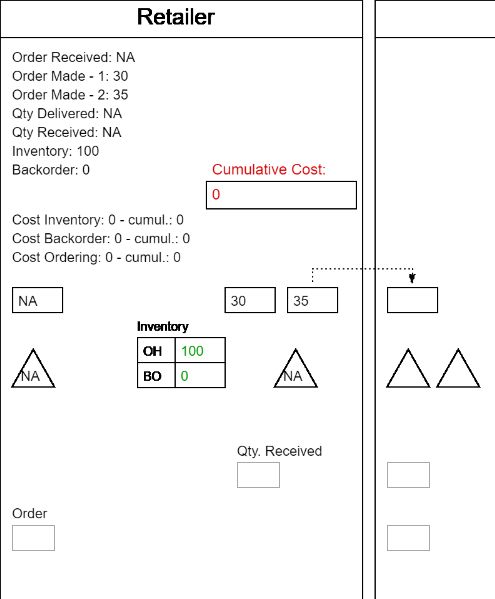 Retailer
Order Received: NA
Order Made - 1: 30
Order Made - 2: 35
Qty Delivered: NA
Qty Received: NA
Inventory: 100
Backorder: 0
Cumulative Cost:
0
Cost Inventory: 0 - cumul.: 0
Cost Backorder: 0 - cumul.: 0
Cost Ordering: 0 - cumul.: 0
NA 30 35
Inventory
OH 100
BO 0
NA NA
Qty. Received
Order